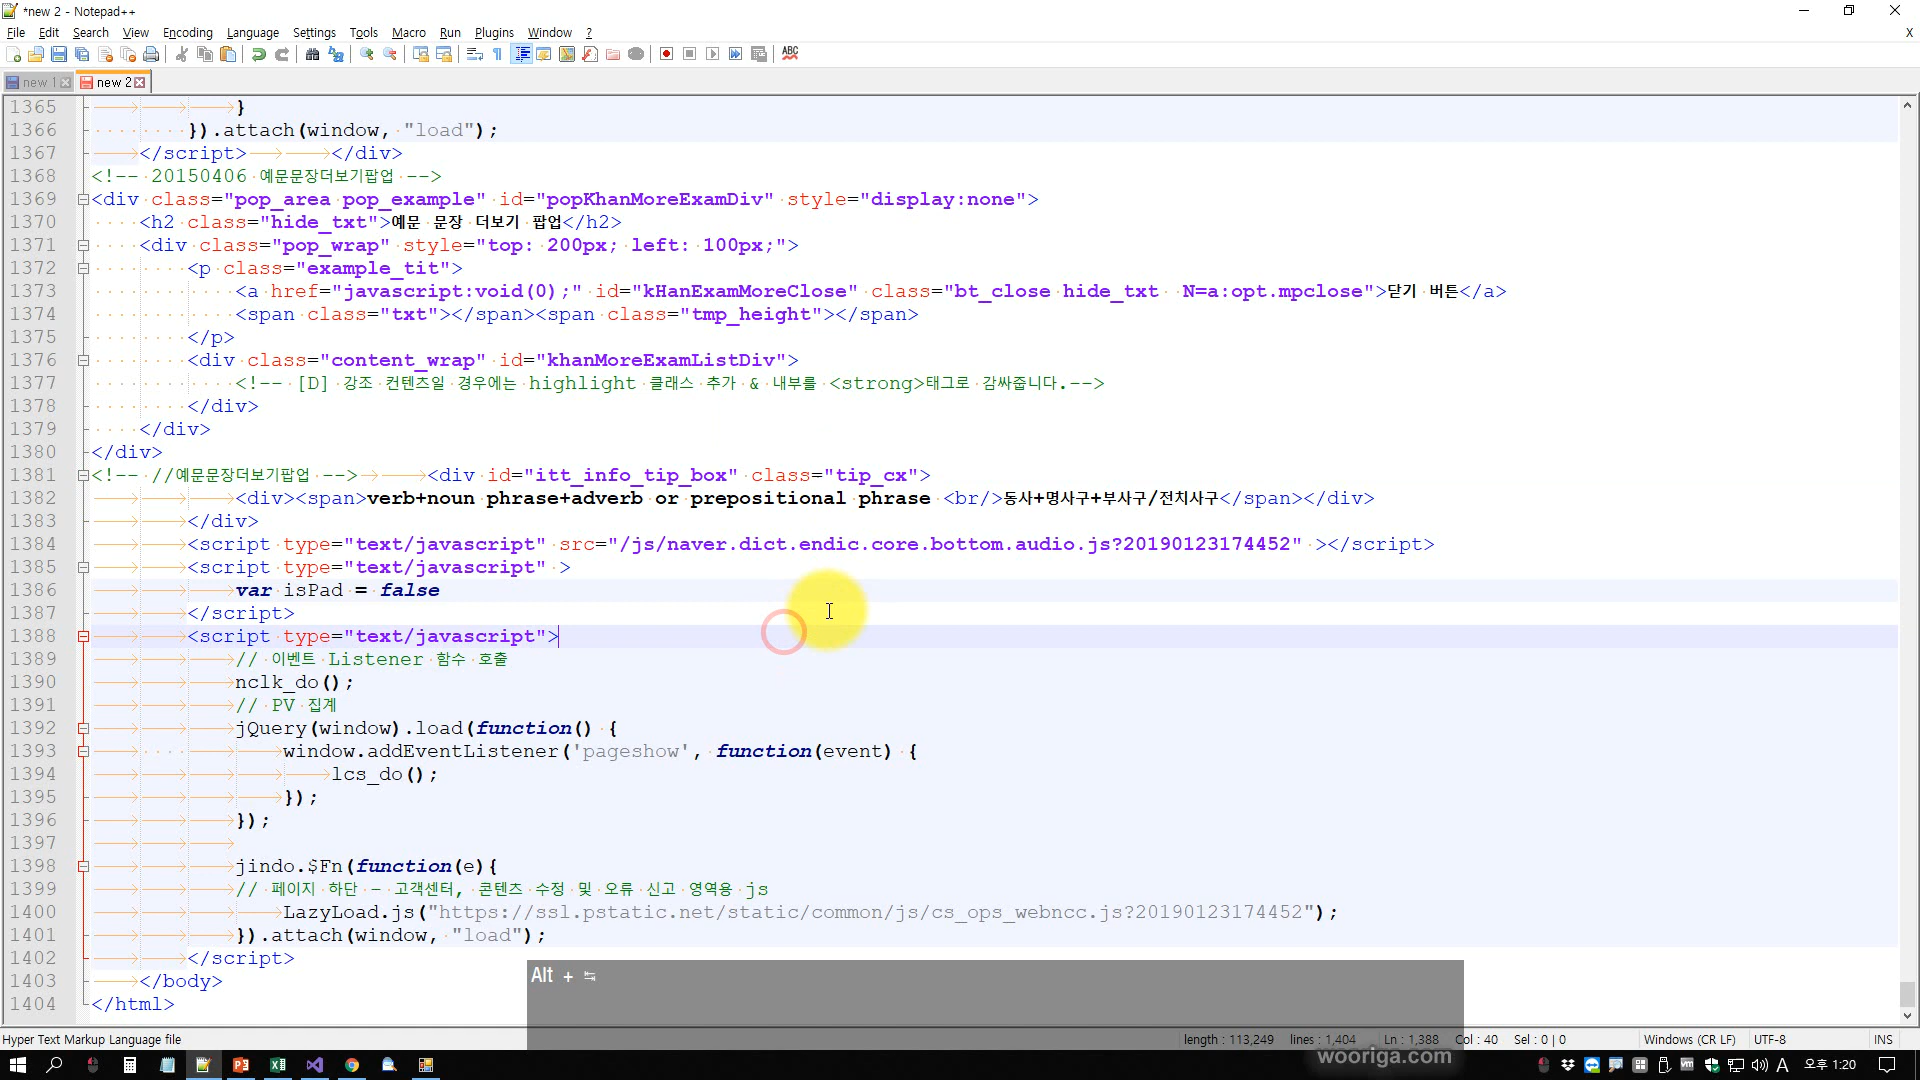 *new 2 - Notepad++
File Edit Search View Encoding Language Settings Tools Macro Run Plugins Window ? X
new 1 new 2
1365 }
1366 }).attach(window, "load");
1367 </script> </div>
1368 <!-- 20150406 예문문장더보기팝업 -->
1369 <div class="pop_area pop_example" id="popKhanMoreExamDiv" style="display:none">
1370 <h2 class="hide_txt">예문 문장 더보기 팝업</h2>
1371 <div class="pop_wrap" style="top: 200px; left: 100px;">
1372 <p class="example_tit">
1373 <a href="javascript:void(0);" id="kHanExamMoreClose" class="bt_close hide_txt  N=a:opt.mpclose">닫기 버튼</a>
1374 <span class="txt"></span><span class="tmp_height"></span>
1375 </p>
1376 <div class="content_wrap" id="khanMoreExamListDiv">
1377 <!-- [D] 강조 컨텐츠일 경우에는 highlight 클래스 추가 & 내부를 <strong>태그로 감싸줍니다.-->
1378 </div>
1379 </div>
1380 </div>
1381 <!-- //예문문장더보기팝업 --> <div id="itt_info_tip_box" class="tip_cx">
1382 <div><span>verb+noun phrase+adverb or prepositional phrase <br/>동사+명사구+부사구/전치사구</span></div>
1383 </div>
1384 <script type="text/javascript" src="/js/naver.dict.endic.core.bottom.audio.js?20190123174452" ></script>
1385 <script type="text/javascript" >
1386 var isPad = false
1387 </script>
1388 <script type="text/javascript">
1389 // 이벤트 Listener 함수 호출
1390 nclk_do();
1391 // PV 집계
1392 jQuery(window).load(function() {
1393 window.addEventListener('pageshow', function(event) {
1394 lcs_do();
1395 });
1396 });
1397
1398 jindo.$Fn(function(e){
1399 // 페이지 하단 - 고객센터, 콘텐츠 수정 및 오류 신고 영역용 js
1400 LazyLoad.js("https://ssl.pstatic.net/static/common/js/cs_ops_webncc.js?20190123174452");
1401 }).attach(window, "load");
1402 </script>
1403 </body>
1404 </html>
Alt + ⇆
Hyper Text Markup Language file length : 113,249 lines : 1,404 Ln : 1,388 Col : 40 Sel : 0 | 0 Windows (CR LF) UTF-8 INS
wooriga.com
A 오후 1:20